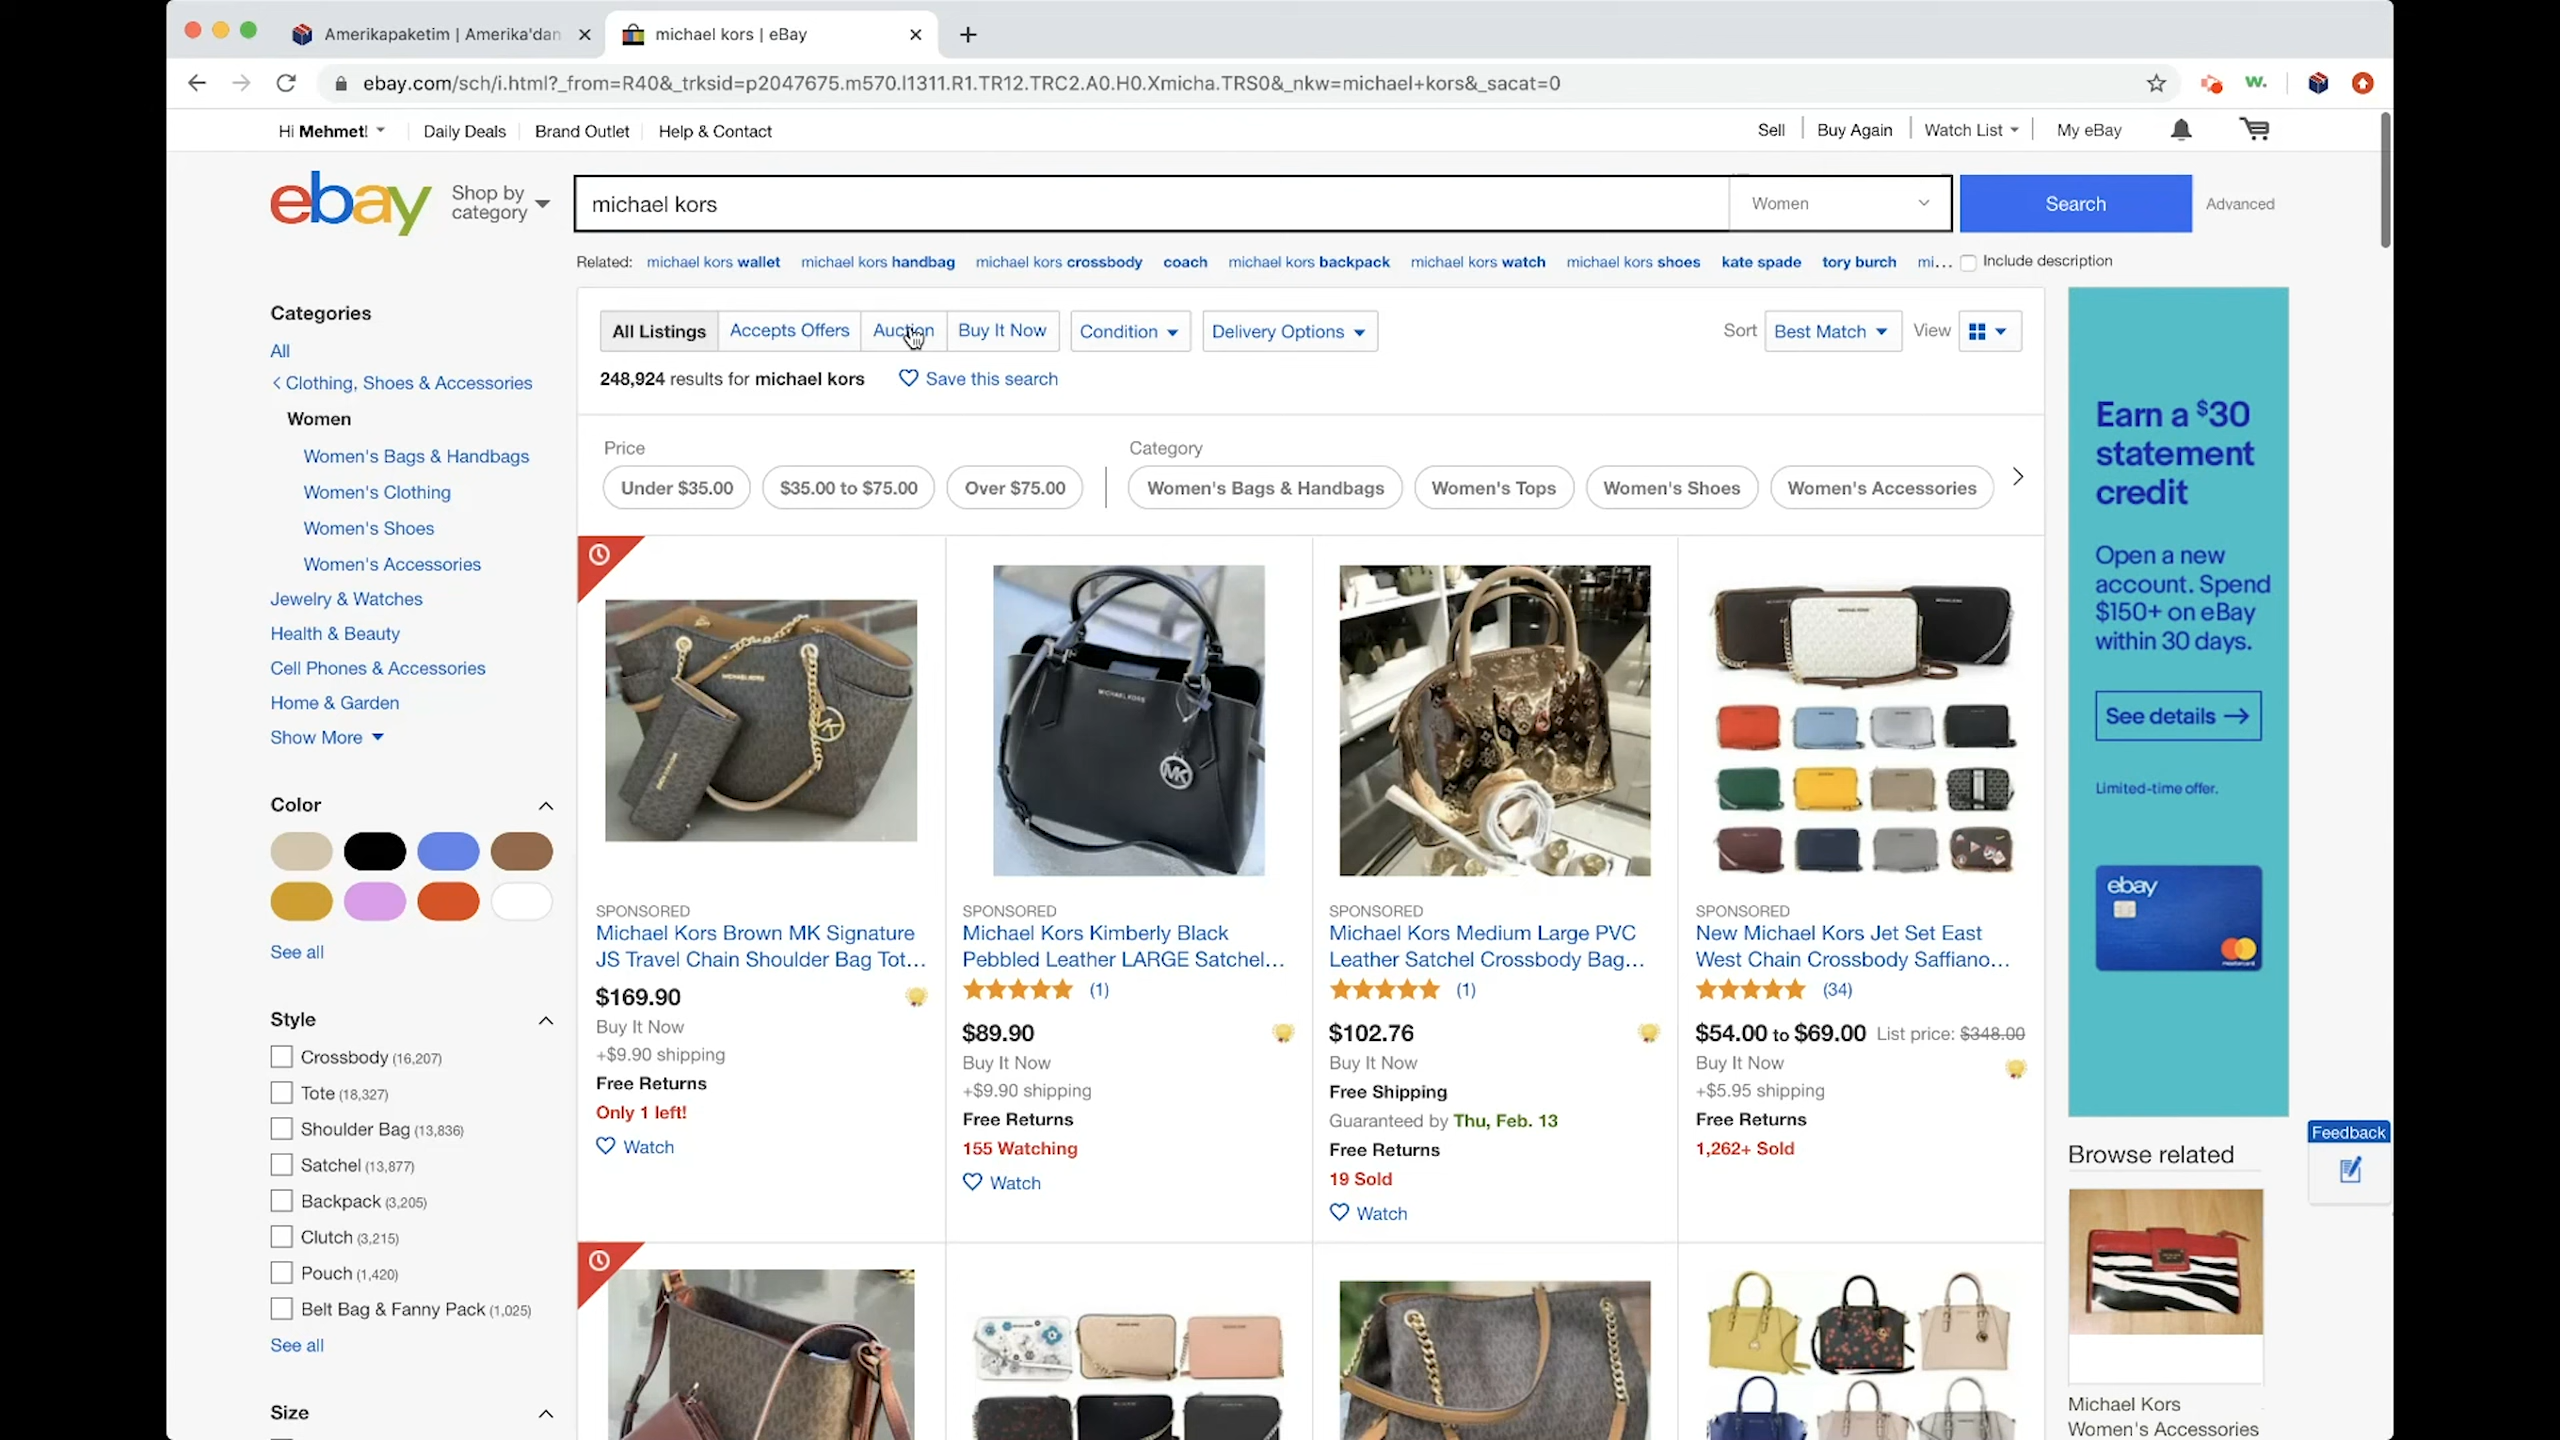 Amerikapaketim | Amerika'dan
michael kors | eBay
ebay.com/sch/i.html?_from=R40&_trksid=p2047675.m570.l1311.R1.TR12.TRC2.A0.H0.Xmicha.TRS0&_nkw=michael+kors&_sacat=0
Hi Mehmet!
Daily Deals
Brand Outlet
Help & Contact
Sell
Buy Again
Watch List
My eBay
ebay
Shop by category
michael kors
Women
Search
Advanced
Related: michael kors wallet michael kors handbag michael kors crossbody coach michael kors backpack michael kors watch michael kors shoes kate spade tory burch mi...
Include description
Categories
All
Clothing, Shoes & Accessories
Women
Women's Bags & Handbags
Women's Clothing
Women's Shoes
Women's Accessories
Jewelry & Watches
Health & Beauty
Cell Phones & Accessories
Home & Garden
Show More
Color
See all
Style
Crossbody (16,207)
Tote (18,327)
Shoulder Bag (13,836)
Satchel (13,877)
Backpack (3,205)
Clutch (3,215)
Pouch (1,420)
Belt Bag & Fanny Pack (1,025)
See all
Size
All Listings
Accepts Offers
Auction
Buy It Now
Condition
Delivery Options
Sort
Best Match
View
248,924 results for michael kors
Save this search
Price
Under $35.00
$35.00 to $75.00
Over $75.00
Category
Women's Bags & Handbags
Women's Tops
Women's Shoes
Women's Accessories
SPONSORED
Michael Kors Brown MK Signature
JS Travel Chain Shoulder Bag Tot...
$169.90
Buy It Now
+$9.90 shipping
Free Returns
Only 1 left!
Watch
MICHAEL KORS
MK
SPONSORED
Michael Kors Kimberly Black
Pebbled Leather LARGE Satchel...
(1)
$89.90
Buy It Now
+$9.90 shipping
Free Returns
155 Watching
Watch
SPONSORED
Michael Kors Medium Large PVC
Leather Satchel Crossbody Bag...
(1)
$102.76
Buy It Now
Free Shipping
Guaranteed by Thu, Feb. 13
Free Returns
19 Sold
Watch
SPONSORED
New Michael Kors Jet Set East
West Chain Crossbody Saffiano...
(34)
$54.00 to $69.00 List price: $348.00
Buy It Now
+$5.95 shipping
Free Returns
1,262+ Sold
Earn a $30
statement
credit
Open a new
account. Spend
$150+ on eBay
within 30 days.
See details
Limited-time offer.
ebay
mastercard
Browse related
Michael Kors
Women's Accessories
Feedback